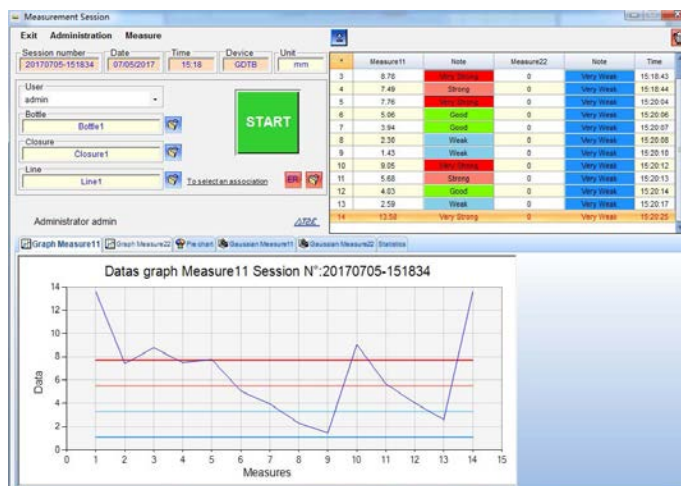 Measurement Session
Exit Administration Measure
Session number Date Time Device Unit
20170705-151834 07/05/2017 15:18 GDTB mm
User
admin
Bottle
Bottle1
Closure
Closure1
Line
Line1
START
To select an association ER
Administrator admin
* Measure11 Note Measure22 Note Time
3 8.78 Very Strong 0 Very Weak 15:18:43
4 7.49 Strong 0 Very Weak 15:18:44
5 7.76 Very Strong 0 Very Weak 15:20:04
6 5.06 Good 0 Very Weak 15:20:06
7 3.94 Good 0 Very Weak 15:20:07
8 2.30 Weak 0 Very Weak 15:20:08
9 1.43 Weak 0 Very Weak 15:20:10
10 9.05 Very Strong 0 Very Weak 15:20:12
11 5.68 Strong 0 Very Weak 15:20:13
12 4.03 Good 0 Very Weak 15:20:14
13 2.59 Weak 0 Very Weak 15:20:17
14 13.58 Very Strong 0 Very Weak 15:20:25
Graph Measure11 Graph Measure22 Pie chart Gaussian Measure11 Gaussian Measure22 Statistics
Datas graph Measure11 Session N°:20170705-151834
Data
14
12
10
8
6
4
2
0
0 1 2 3 4 5 6 7 8 9 10 11 12 13 14 15
Measures